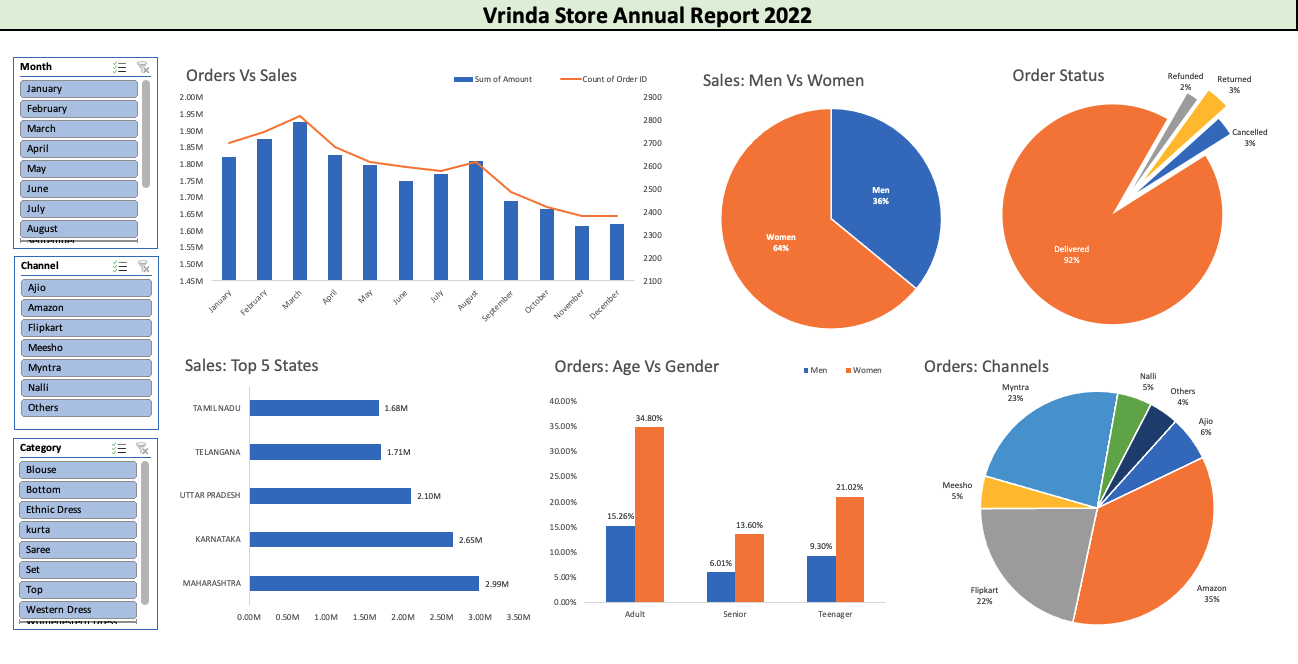 Vrinda Store Annual Report 2022
Month
January
February
March
April
May
June
July
August
Channel
Ajio
Amazon
Flipkart
Meesho
Myntra
Nalli
Others
Category
Blouse
Bottom
Ethnic Dress
kurta
Saree
Set
Top
Western Dress
Orders Vs Sales
Sum of Amount
Count of Order ID
2.00M
1.95M
1.90M
1.85M
1.80M
1.75M
1.70M
1.65M
1.60M
1.55M
1.50M
1.45M
2900
2800
2700
2600
2500
2400
2300
2200
2100
January
February
March
April
May
June
July
August
September
October
November
December
Sales: Men Vs Women
Men
36%
Women
64%
Order Status
Refunded
2%
Returned
3%
Cancelled
3%
Delivered
92%
Sales: Top 5 States
TAMIL NADU
1.68M
TELANGANA
1.71M
UTTAR PRADESH
2.10M
KARNATAKA
2.65M
MAHARASHTRA
2.99M
0.00M 0.50M 1.00M 1.50M 2.00M 2.50M 3.00M 3.50M
Orders: Age Vs Gender
Men
Women
40.00%
35.00%
30.00%
25.00%
20.00%
15.00%
10.00%
5.00%
0.00%
15.26%
34.80%
6.01%
13.60%
9.30%
21.02%
Adult
Senior
Teenager
Orders: Channels
Myntra
23%
Nalli
5%
Others
4%
Ajio
6%
Meesho
5%
Flipkart
22%
Amazon
35%